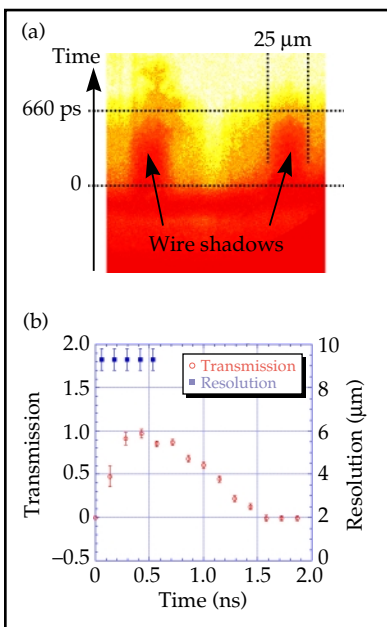 (a)
25 µm
Time
660 ps
0
Wire shadows
(b)
2.0
1.5
1.0
0.5
0
–0.5
Transmission
Transmission
Resolution
10
8
6
4
2
0
Resolution (µm)
0 0.5 1.0 1.5 2.0
Time (ns)